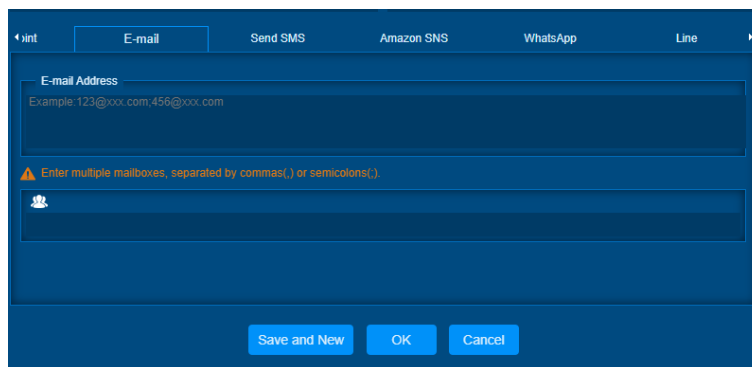 oint E-mail Send SMS Amazon SNS WhatsApp Line
E-mail Address
Example:123@xxx.com;456@xxx.com
Enter multiple mailboxes, separated by commas(,) or semicolons(;).
Save and New OK Cancel